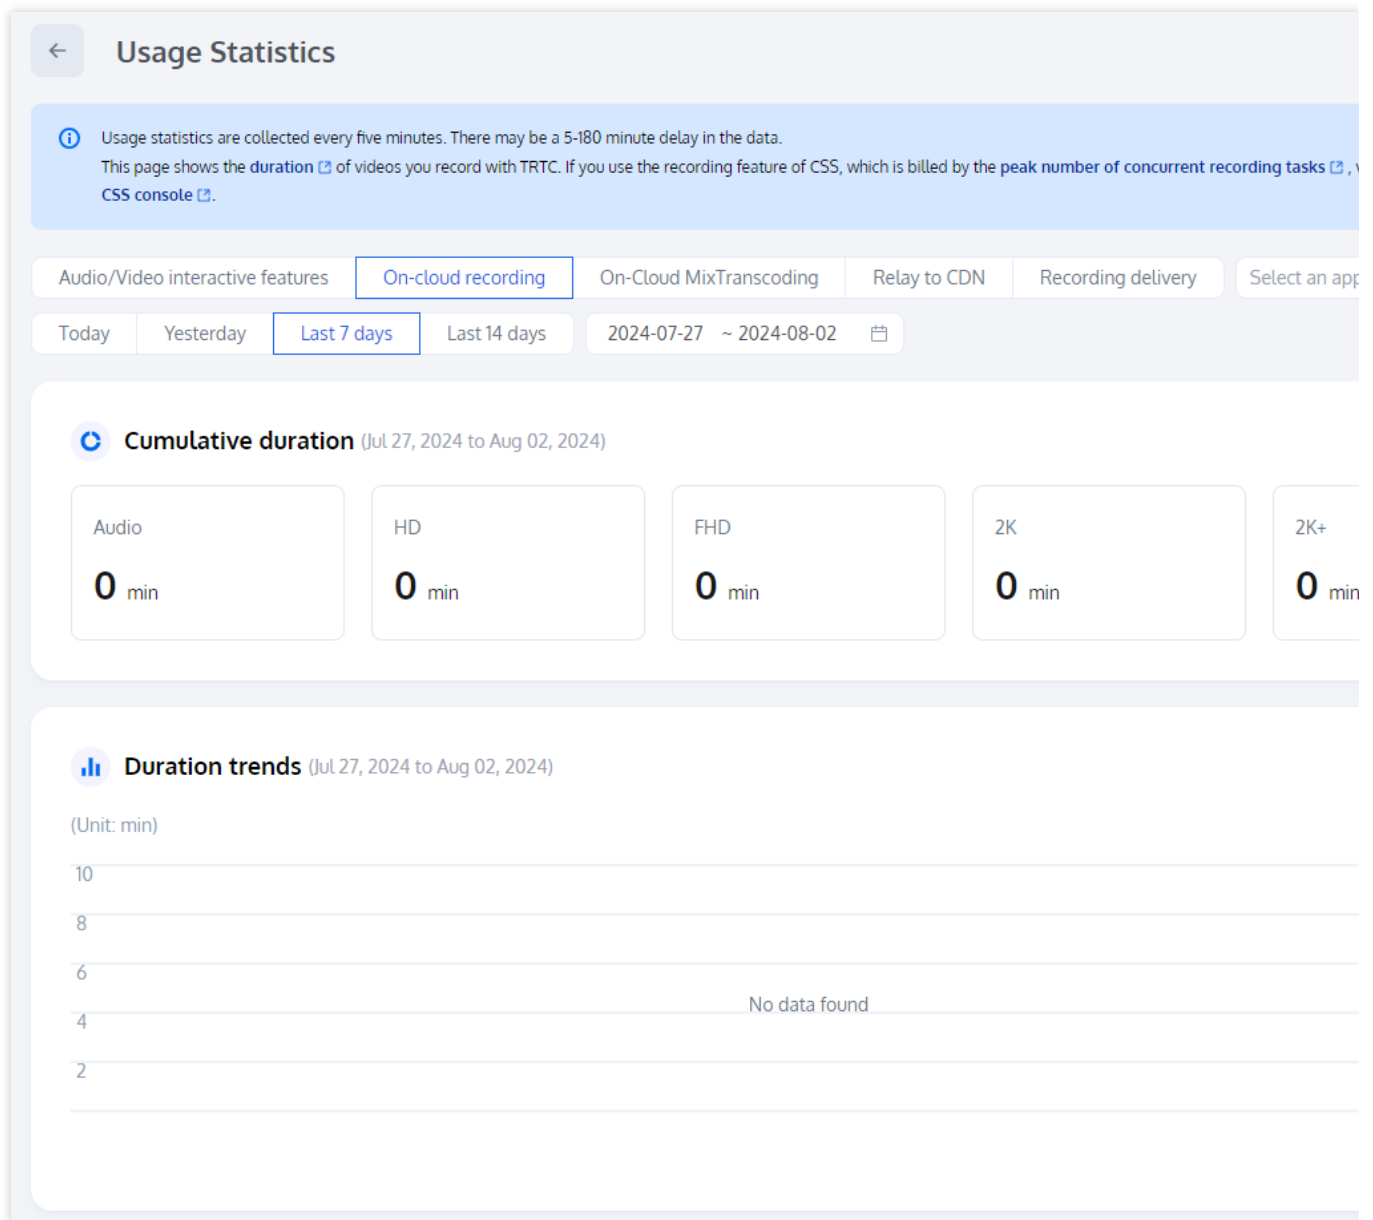 Usage Statistics
Usage statistics are collected every five minutes. There may be a 5-180 minute delay in the data.
This page shows the duration of videos you record with TRTC. If you use the recording feature of CSS, which is billed by the peak number of concurrent recording tasks ,
CSS console .
Audio/Video interactive features On-cloud recording On-Cloud MixTranscoding Relay to CDN Recording delivery Select an app
Today Yesterday Last 7 days Last 14 days 2024-07-27 ~ 2024-08-02
Cumulative duration (Jul 27, 2024 to Aug 02, 2024)
Audio HD FHD 2K 2K+
0 min 0 min 0 min 0 min 0 min
Duration trends (Jul 27, 2024 to Aug 02, 2024)
(Unit: min)
10
8
6
No data found
4
2